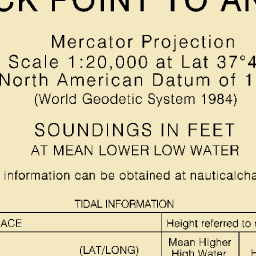 CK POINT TO AN
Mercator Projection
Scale 1:20,000 at Lat 37°4
North American Datum of 1
(World Geodetic System 1984)
SOUNDINGS IN FEET
AT MEAN LOWER LOW WATER
information can be obtained at nauticalcha
TIDAL INFORMATION
ACE
Height referred to
(LAT/LONG)
Mean Higher
High Water